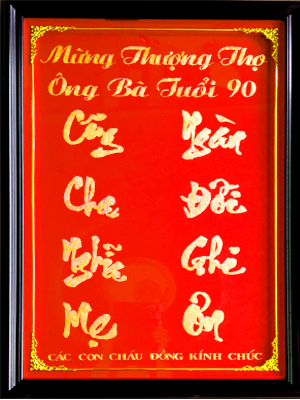 Mừng Thượng Thọ
Ông Bà Tuổi 90
Công
Cha
Nghĩa
Mẹ
Ngàn
Đời
Ghi
Ơn
CÁC CON CHÁU ĐỒNG KÍNH CHÚC